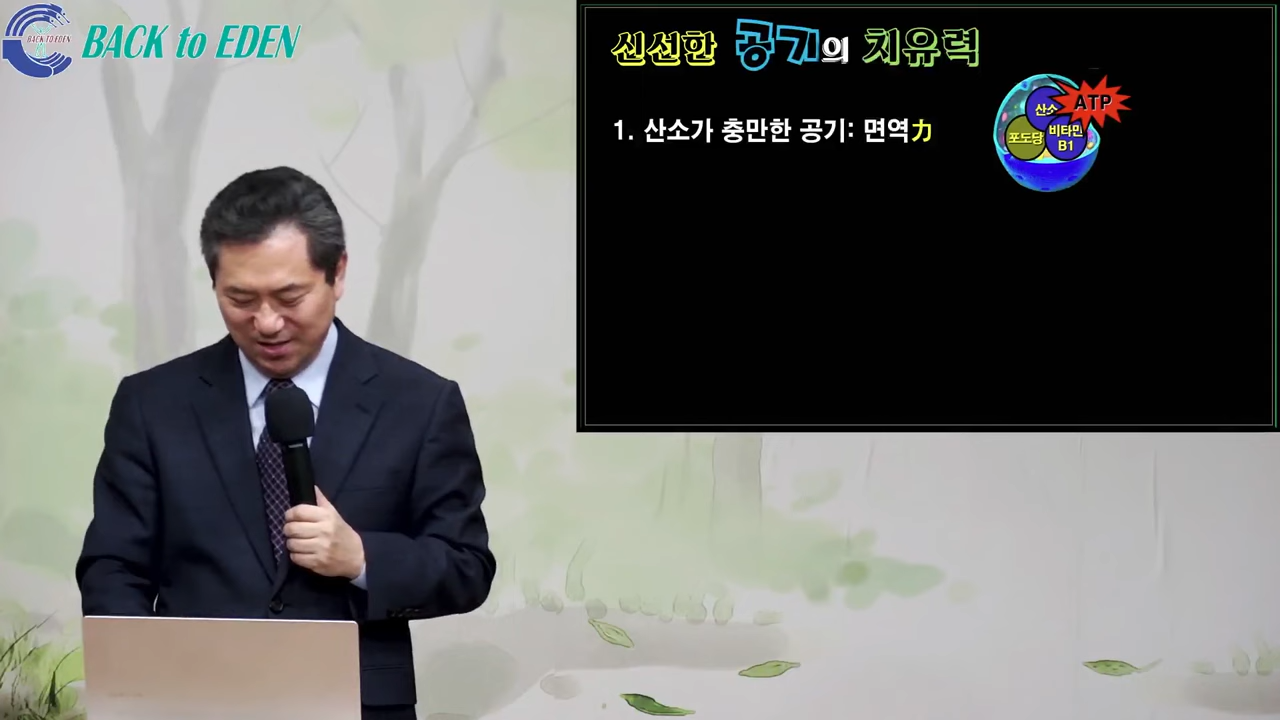 BACK TO EDEN
BACK to EDEN
신선한 공기의 치유력
1. 산소가 충만한 공기: 면역力
산소
ATP
포도당
비타민
B1